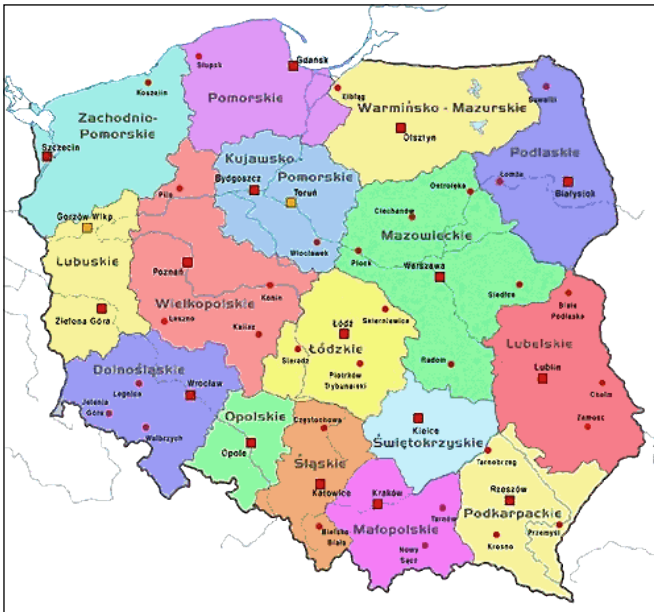 Słupsk
Gdańsk
Koszalin
Pomorskie
Elbląg
Suwałki
Zachodnio-
Pomorskie
Warmińsko - Mazurskie
Olsztyn
Szczecin
Kujawsko-
Pomorskie
Podlaskie
Bydgoszcz
Toruń
Piła
Ostrołęka
Łomża
Białystok
Gorzów Wlkp
Ciechanów
Mazowieckie
Włocławek
Płock
Warszawa
Lubuskie
Poznań
Konin
Siedlce
Biała
Podlaska
Wielkopolskie
Zielona Góra
Leszno
Kalisz
Skierniewice
Łódź
Łódzkie
Sieradz
Piotrków
Trybunalski
Radom
Lubelskie
Lublin
Dolnośląskie
Legnica
Wrocław
Chełm
Jelenia
Góra
Wałbrzych
Opolskie
Opole
Częstochowa
Kielce
Świętokrzyskie
Zamość
Śląskie
Katowice
Kraków
Tarnobrzeg
Rzeszów
Podkarpackie
Tarnów
Małopolskie
Bielsko
Biała
Nowy
Sącz
Krosno
Przemyśl